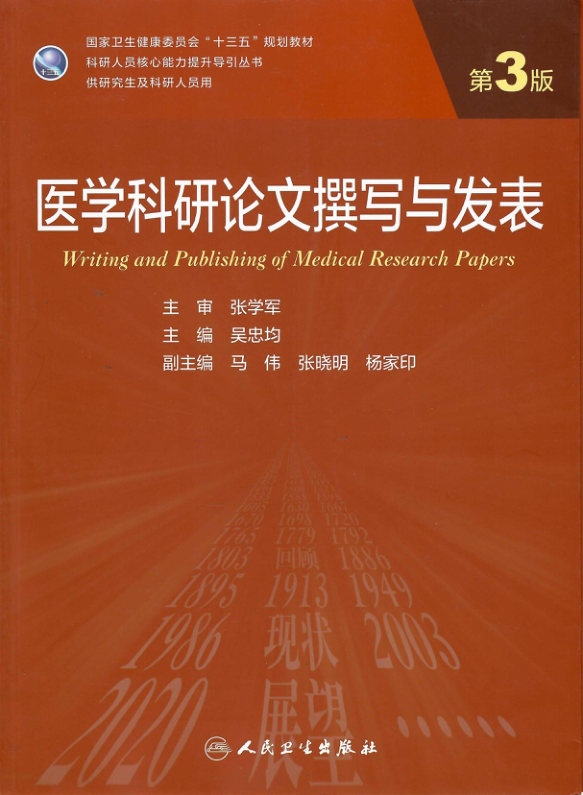 国家卫生健康委员会“十三五”规划教材
科研人员核心能力提升导引丛书
供研究生及科研人员用
第3版
医学科研论文撰写与发表
Writing and Publishing of Medical Research Papers
主 审 张学军
主 编 吴忠均
副主编 马 伟 张晓明 杨家印
1765 1779 1792
1803 回顾 1886
1895 1913 1949
1986 现状 2003
2020 展望 ······
人民卫生出版社